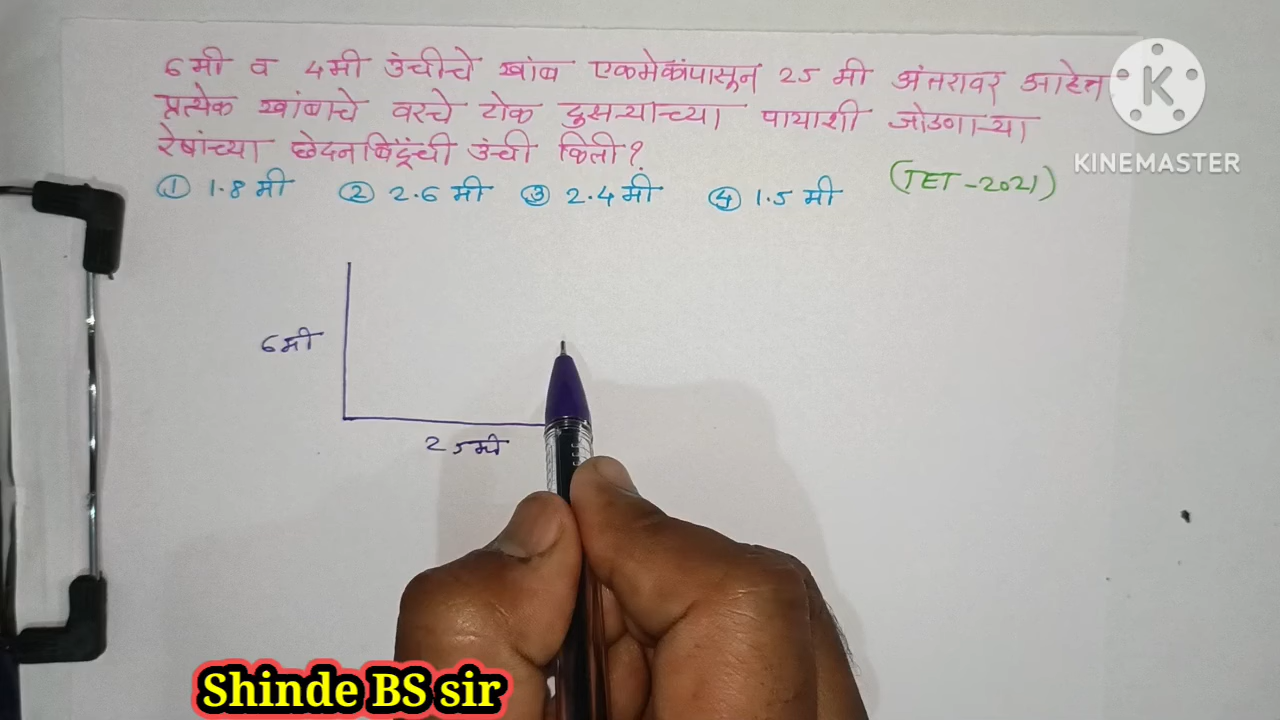 6मी व 4मी उंचीचे खांब एकमेकांपासून 25 मी अंतरावर आहेत
प्रत्येक खांबाचे वरचे टोक दुसऱ्याच्या पायाशी जोडणाऱ्या
रेषांच्या छेदनबिंदूंची उंची किती?
① 1.8 मी ② 2.6 मी ③ 2.4 मी ④ 1.5 मी (TET-2021)
6मी
25मी
K
KINEMASTER
Shinde BS sir